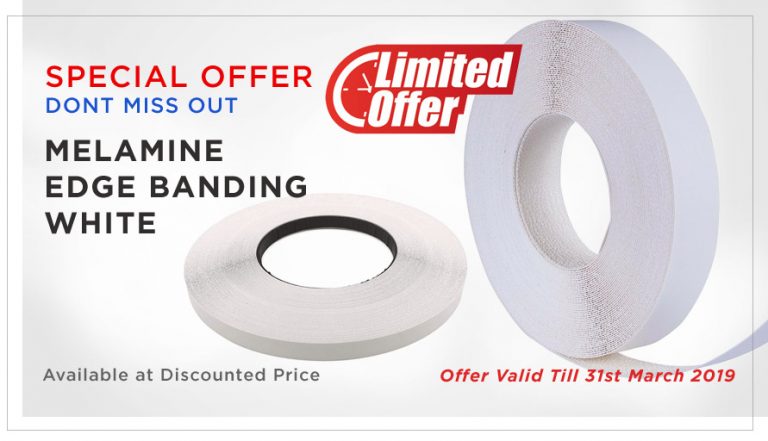 SPECIAL OFFER
DONT MISS OUT
Limited
Offer
MELAMINE
EDGE BANDING
WHITE
Available at Discounted Price
Offer Valid Till 31st March 2019